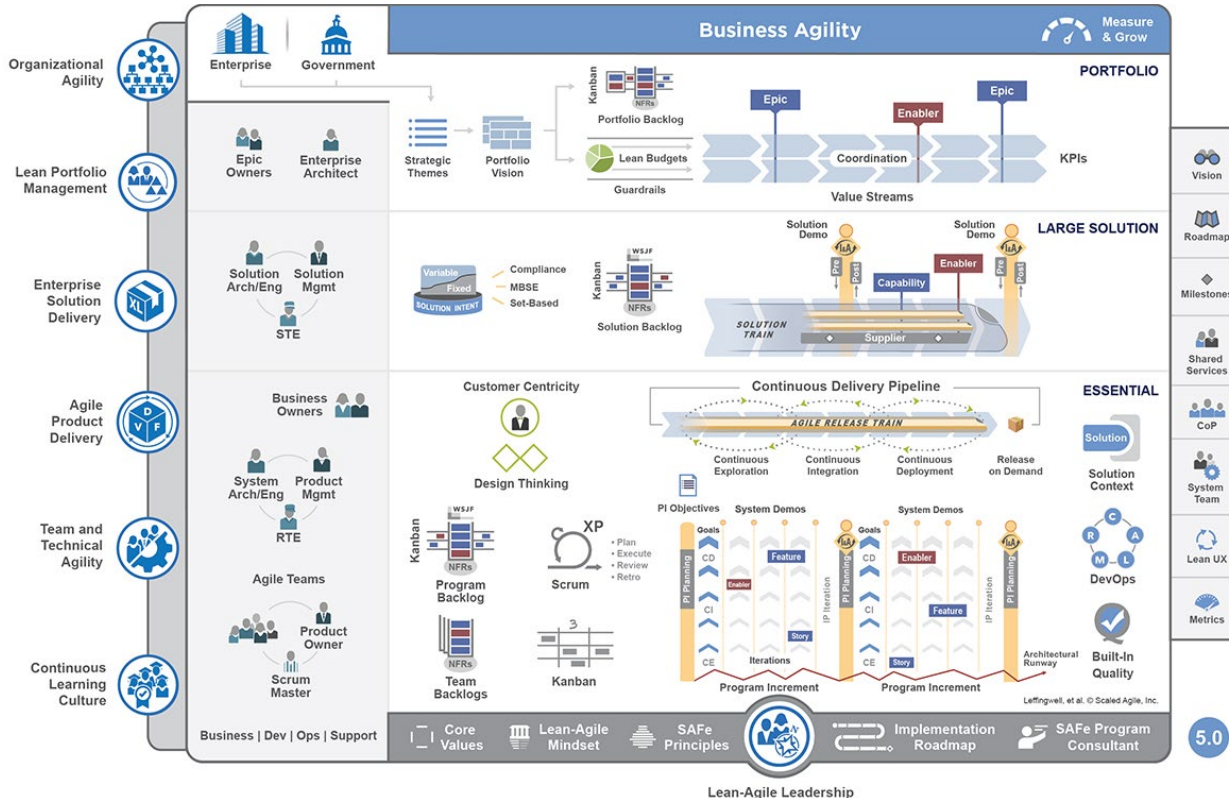 Business Agility
Measure
& Grow
Enterprise
Government
Organizational
Agility
Lean Portfolio
Management
Enterprise
Solution
Delivery
Agile
Product
Delivery
Team and
Technical
Agility
Continuous
Learning
Culture
XL
D
V F
PORTFOLIO
Epic
Owners
Enterprise
Architect
Strategic
Themes
Portfolio
Vision
Kanban
NFRs
Portfolio Backlog
Lean Budgets
Guardrails
Epic
Enabler
Epic
Coordination
KPIs
Value Streams
LARGE SOLUTION
Solution
Arch/Eng
Solution
Mgmt
STE
Variable
Fixed
SOLUTION INTENT
Compliance
MBSE
Set-Based
WSJF
Kanban
NFRs
Solution Backlog
Solution
Demo
I&A
Pre
Post
Capability
Enabler
Solution
Demo
I&A
Pre
Post
SOLUTION
TRAIN
Supplier
ESSENTIAL
Business
Owners
System
Arch/Eng
Product
Mgmt
RTE
Agile Teams
Product
Owner
Scrum
Master
Business | Dev | Ops | Support
Customer Centricity
Design Thinking
WSJF
Kanban
NFRs
Program
Backlog
XP
• Plan
• Execute
• Review
• Retro
Scrum
NFRs
Team
Backlogs
3
Kanban
Continuous Delivery Pipeline
AGILE RELEASE TRAIN
Continuous
Exploration
Continuous
Integration
Continuous
Deployment
Release
on Demand
PI Objectives
System Demos
System Demos
Goals
CD
CI
CE
PI Planning
Enabler
Feature
Story
Iterations
IP Iteration
I&A
PI Planning
Goals
CD
CI
CE
Enabler
Feature
Story
IP Iteration
I&A
PI Planning
Program Increment
Program Increment
Architectural
Runway
Solution
Solution
Context
C
A
M
L
R
DevOps
Built-In
Quality
Leffingwell, et al. © Scaled Agile, Inc.
Vision
Roadmap
Milestones
Shared
Services
CoP
System
Team
Lean UX
Metrics
Core
Values
Lean-Agile
Mindset
SAFe
Principles
N
Implementation
Roadmap
SAFe Program
Consultant
Lean-Agile Leadership
5.0